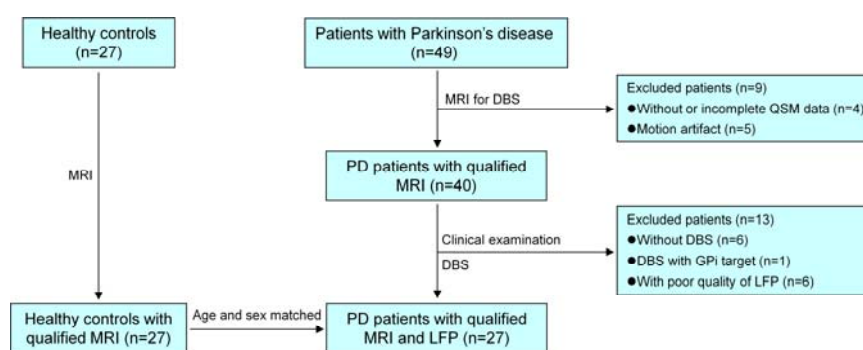 Healthy controls
(n=27)
Patients with Parkinson's disease
(n=49)
MRI for DBS
Excluded patients (n=9)
●Without or incomplete QSM data (n=4)
●Motion artifact (n=5)
MRI
PD patients with qualified
MRI (n=40)
Clinical examination
DBS
Excluded patients (n=13)
●Without DBS (n=6)
●DBS with GPi target (n=1)
●With poor quality of LFP (n=6)
Healthy controls with
qualified MRI (n=27)
Age and sex matched
PD patients with qualified
MRI and LFP (n=27)